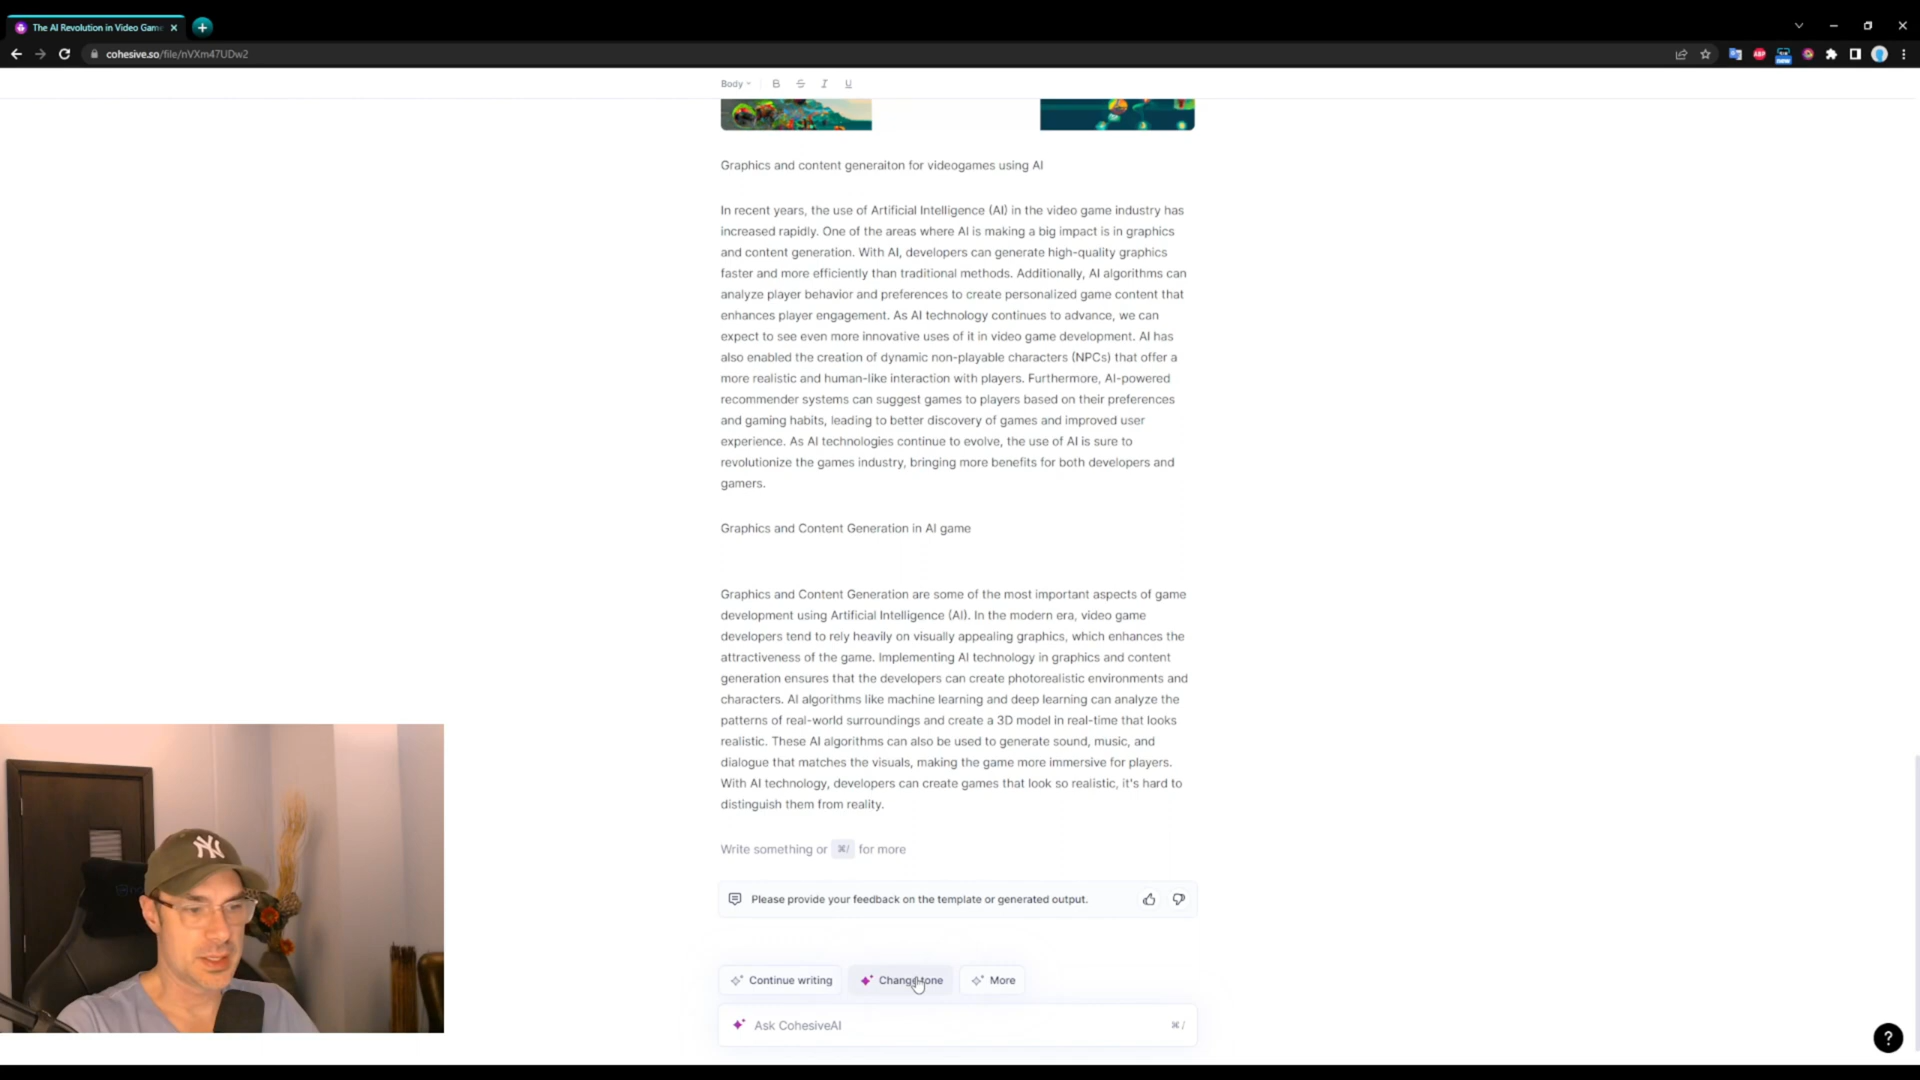 The AI Revolution in Video Gam
cohesive.so/file/nVXm47UDw2
ABP
new
Body
B S I U
Graphics and content generaiton for videogames using AI
In recent years, the use of Artificial Intelligence (AI) in the video game industry has
increased rapidly. One of the areas where AI is making a big impact is in graphics
and content generation. With AI, developers can generate high-quality graphics
faster and more efficiently than traditional methods. Additionally, AI algorithms can
analyze player behavior and preferences to create personalized game content that
enhances player engagement. As AI technology continues to advance, we can
expect to see even more innovative uses of it in video game development. AI has
also enabled the creation of dynamic non-playable characters (NPCs) that offer a
more realistic and human-like interaction with players. Furthermore, AI-powered
recommender systems can suggest games to players based on their preferences
and gaming habits, leading to better discovery of games and improved user
experience. As AI technologies continue to evolve, the use of AI is sure to
revolutionize the games industry, bringing more benefits for both developers and
gamers.
Graphics and Content Generation in AI game
Graphics and Content Generation are some of the most important aspects of game
development using Artificial Intelligence (AI). In the modern era, video game
developers tend to rely heavily on visually appealing graphics, which enhances the
attractiveness of the game. Implementing AI technology in graphics and content
generation ensures that the developers can create photorealistic environments and
characters. AI algorithms like machine learning and deep learning can analyze the
patterns of real-world surroundings and create a 3D model in real-time that looks
realistic. These AI algorithms can also be used to generate sound, music, and
dialogue that matches the visuals, making the game more immersive for players.
With AI technology, developers can create games that look so realistic, it's hard to
distinguish them from reality.
Write something or ⌘/ for more
Please provide your feedback on the template or generated output.
Continue writing Change tone More
Ask CohesiveAI ⌘/
?
NY